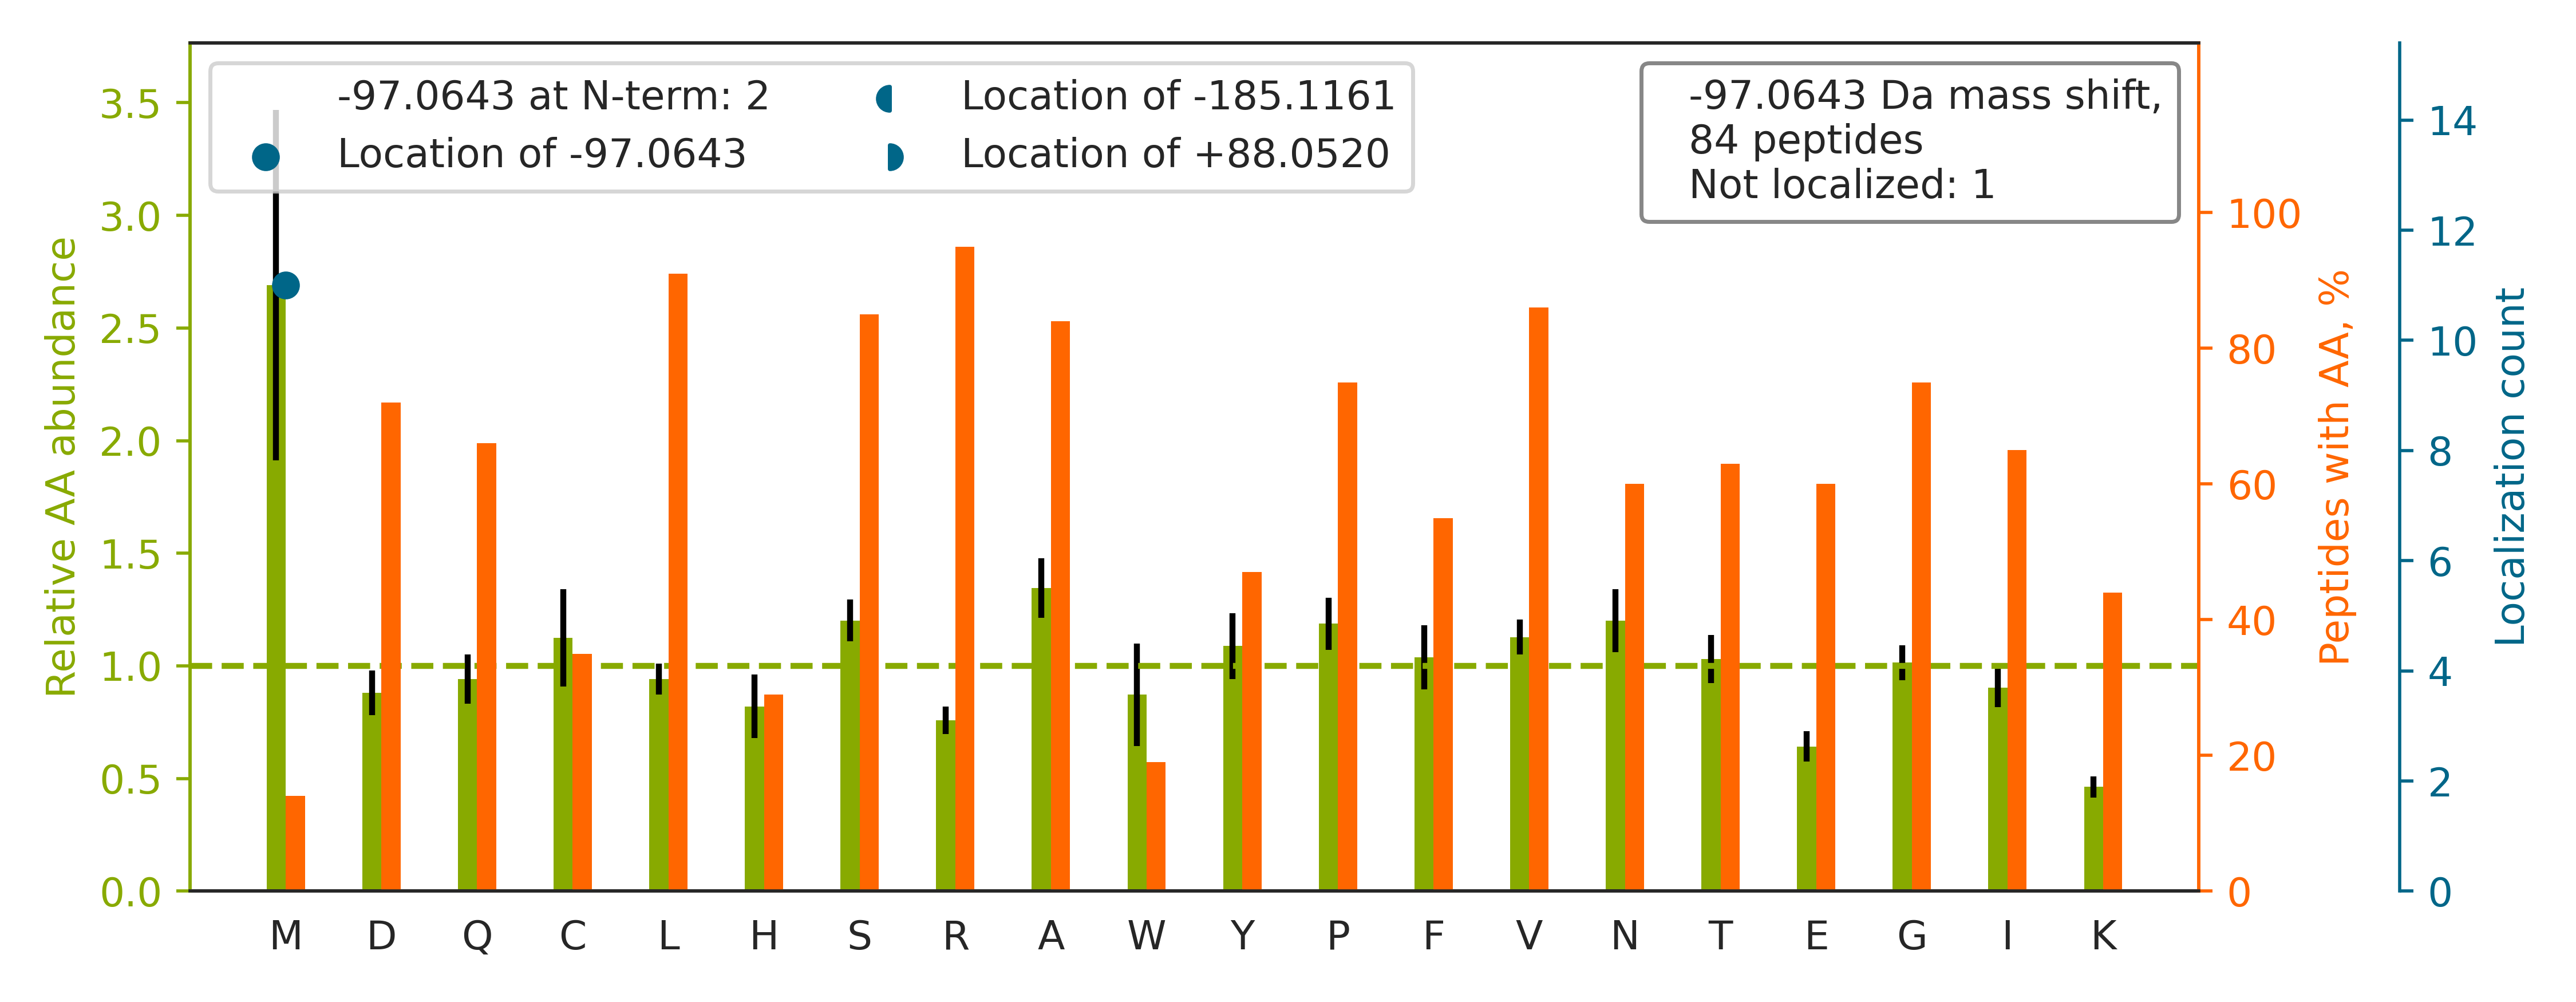 -97.0643 at N-term: 2
Location of -97.0643
Location of -185.1161
Location of +88.0520
-97.0643 Da mass shift,
84 peptides
Not localized: 1
Relative AA abundance
3.5
3.0
2.5
2.0
1.5
1.0
0.5
0.0
M D Q C L H S R A W Y P F V N T E G I K
100
80
60
40
20
0
Peptides with AA, %
14
12
10
8
6
4
2
0
Localization count